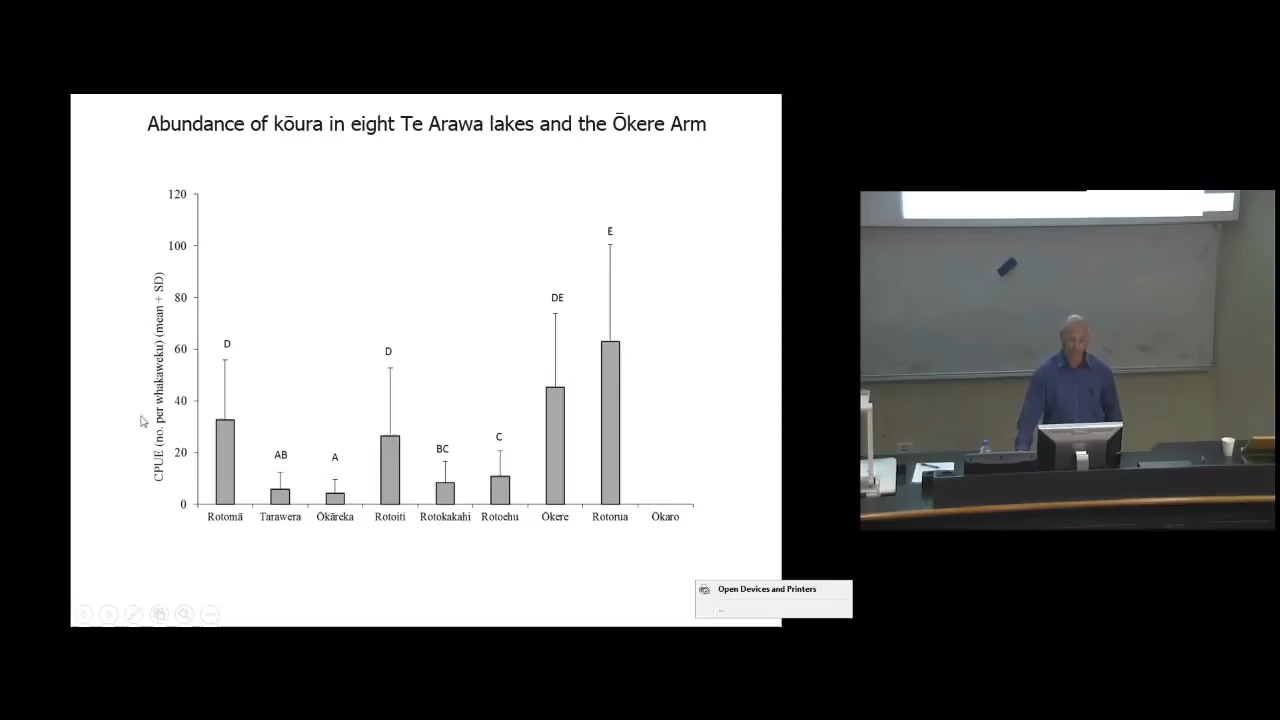 Abundance of kōura in eight Te Arawa lakes and the Ōkere Arm
CPUE (no. per whakaweku) (mean + SD)
120
100
80
60
40
20
0
D
AB
A
D
BC
C
DE
E
Rotomā Tarawera Ōkāreka Rotoiti Rotokakahi Rotoehu Ōkere Rotorua Ōkaro
Open Devices and Printers
...